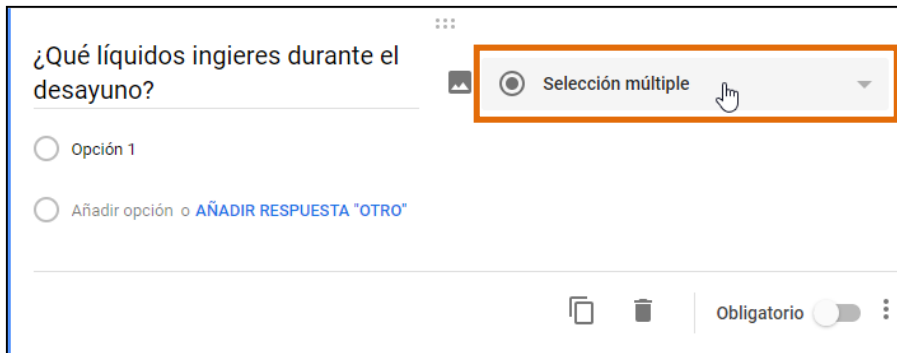 ¿Qué líquidos ingieres durante el
desayuno?
Selección múltiple
Opción 1
Añadir opción o AÑADIR RESPUESTA "OTRO"
Obligatorio